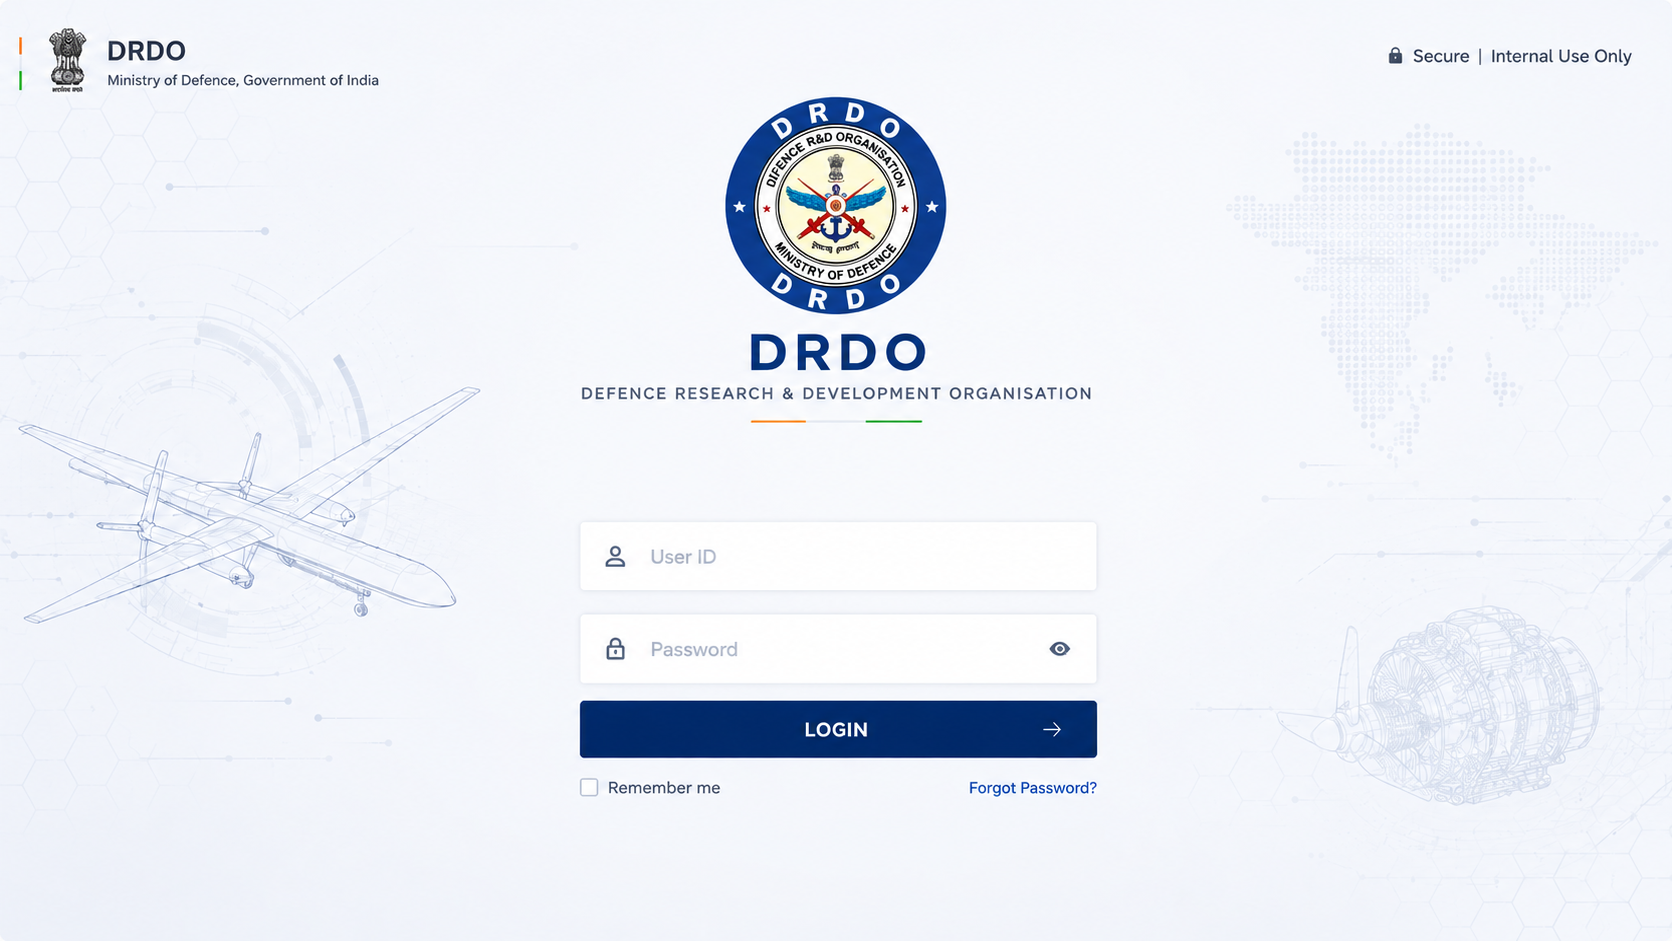 DRDO
Ministry of Defence, Government of India
Secure | Internal Use Only
DRDO
DIFENCE R&D ORGANISATION
MINISTRY OF DEFENCE
DRDO
DRDO
DEFENCE RESEARCH & DEVELOPMENT ORGANISATION
User ID
Password
LOGIN
Remember me
Forgot Password?